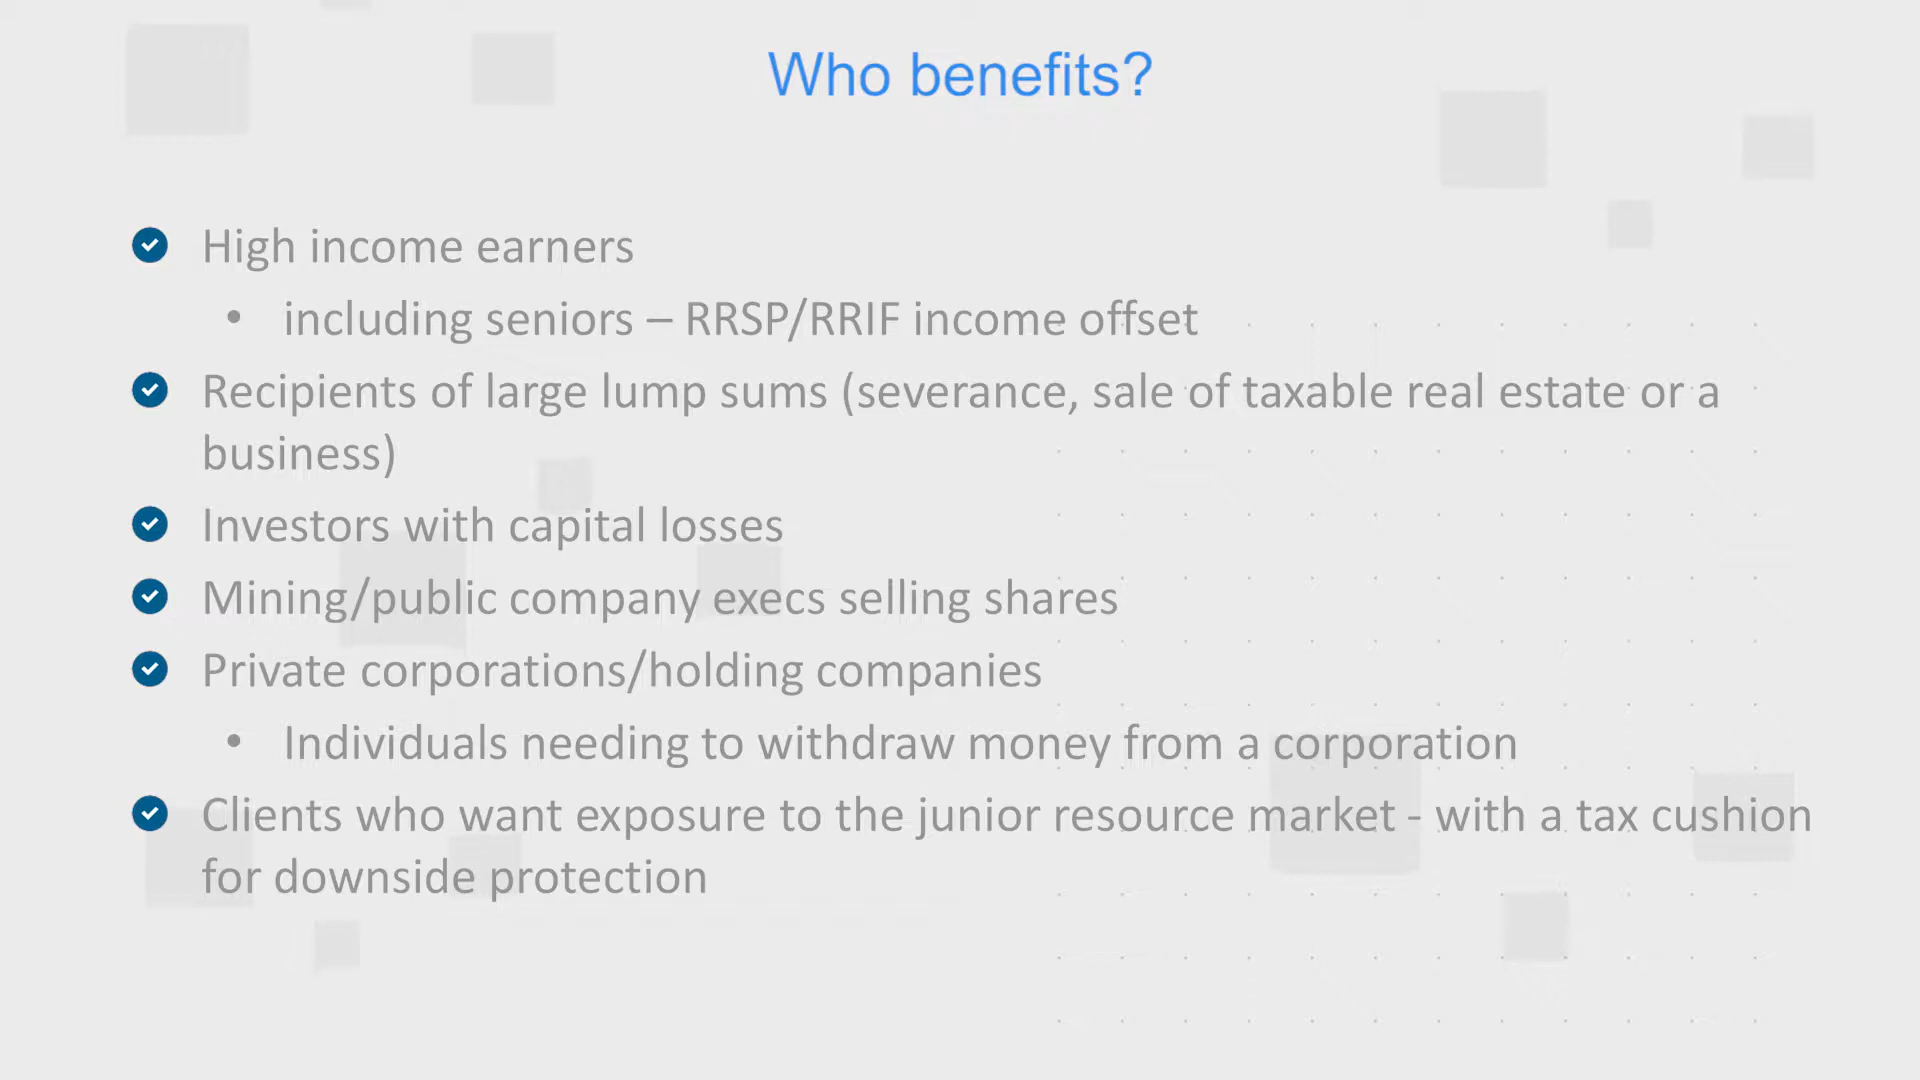 Who benefits?
High income earners
• including seniors – RRSP/RRIF income offset
Recipients of large lump sums (severance, sale of taxable real estate or a
business)
Investors with capital losses
Mining/public company execs selling shares
Private corporations/holding companies
• Individuals needing to withdraw money from a corporation
Clients who want exposure to the junior resource market - with a tax cushion
for downside protection